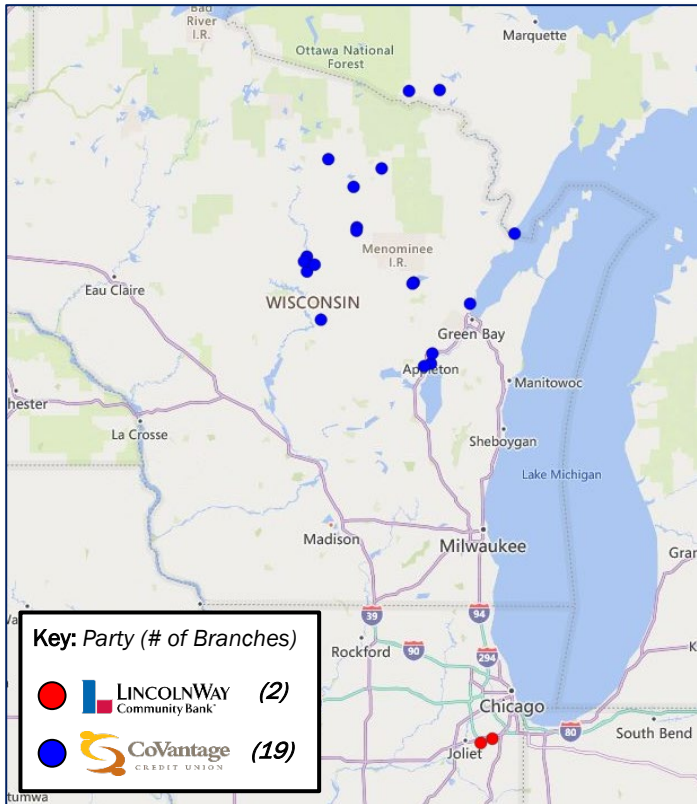 Bad
River
I.R.
Marquette
Ottawa National
Forest
Menominee
I.R.
Eau Claire
WISCONSIN
Green Bay
Appleton
Manitowoc
chester
La Crosse
Sheboygan
Lake Michigan
Madison
Milwaukee
Gran
39
94
Rockford
90
294
Chicago
80
South Bend
Joliet
Key: Party (# of Branches)
LINCOLNWAY (2)
Community Bank
COVANTAGE (19)
CREDIT UNION
tumwa